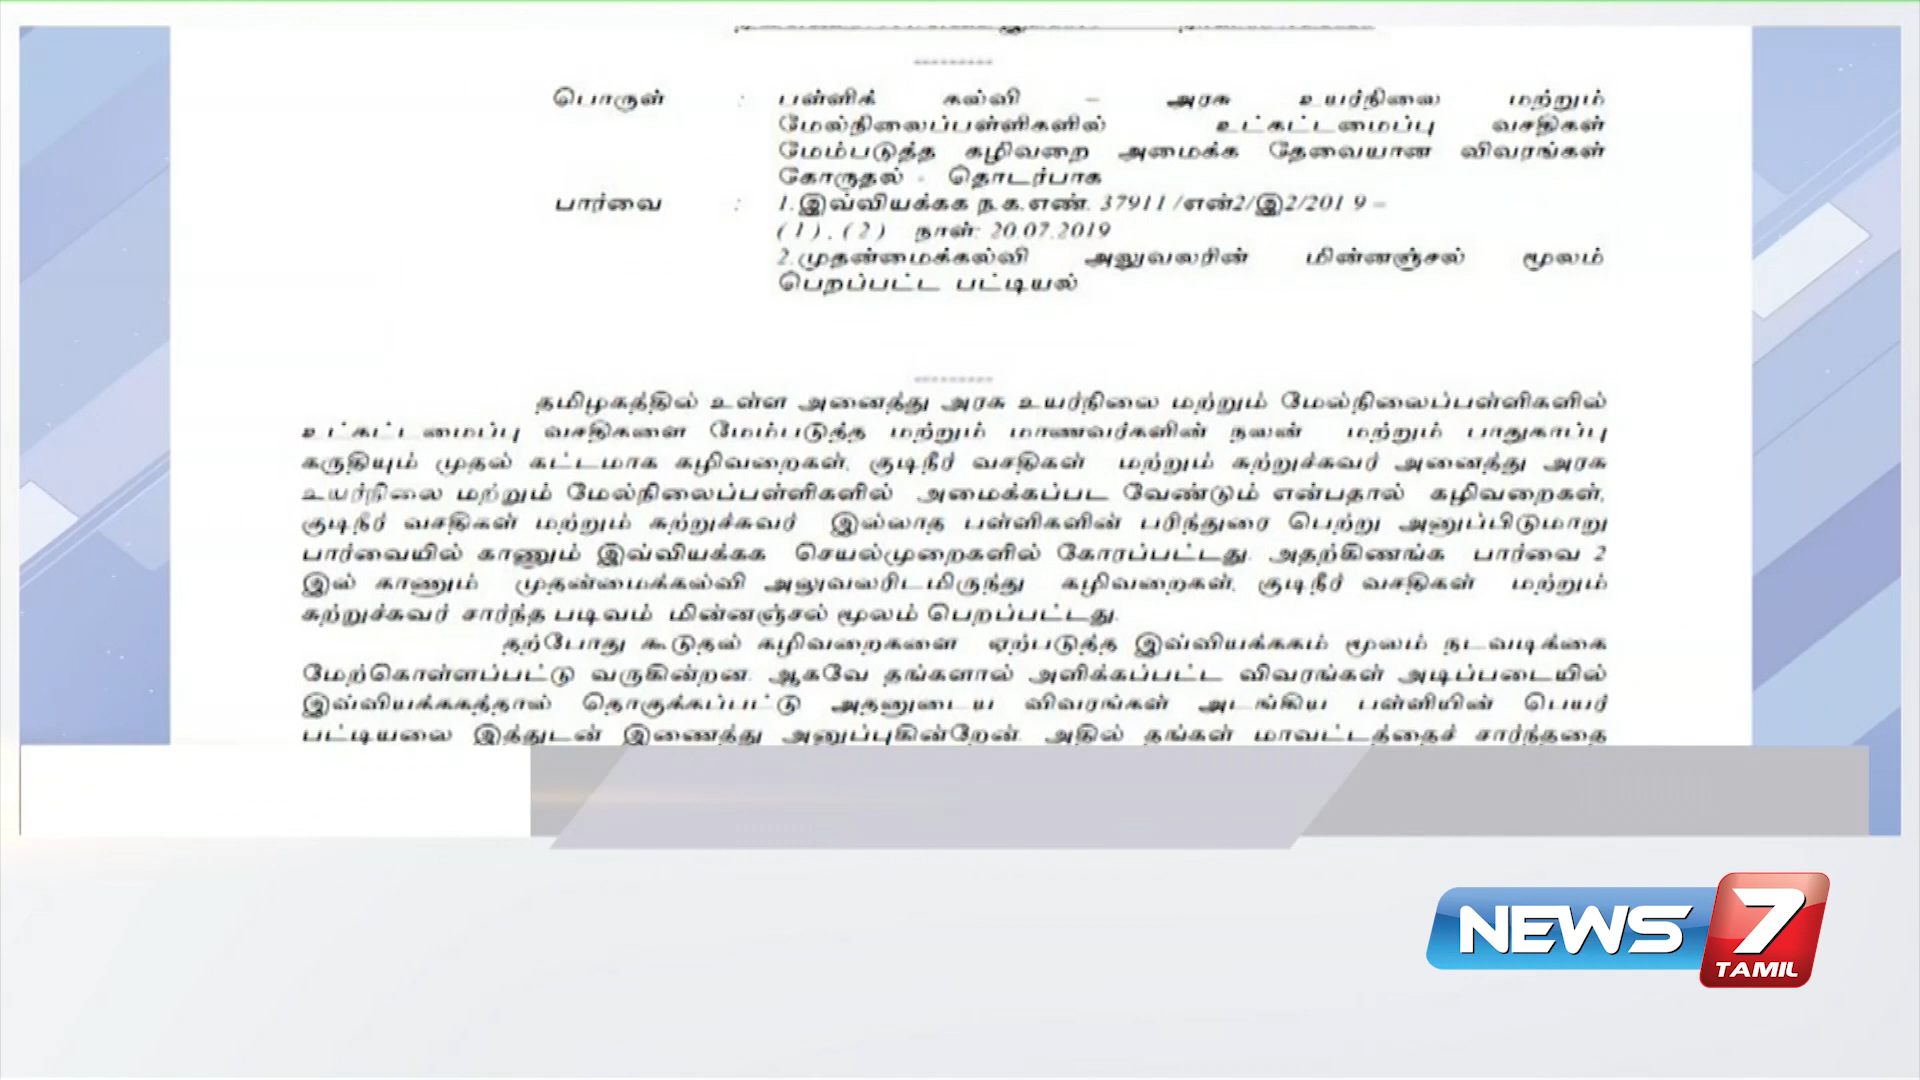 பொருள் : பள்ளிக் கல்வி – அரசு உயர்நிலை மற்றும்
மேல்நிலைப்பள்ளிகளில் உட்கட்டமைப்பு வசதிகள்
மேம்படுத்த கழிவறை அமைக்க தேவையான விவரங்கள்
கோருதல் - தொடர்பாக
பார்வை : 1.இவ்வியக்கக ந.க.எண். 37911 /என்2/இ2/2019 –
(1) , (2) நாள்: 20.07.2019
2.முதன்மைக்கல்வி அலுவலரின் மின்னஞ்சல் மூலம்
பெறப்பட்ட பட்டியல்
தமிழகத்தில் உள்ள அனைத்து அரசு உயர்நிலை மற்றும் மேல்நிலைப்பள்ளிகளில்
உட்கட்டமைப்பு வசதிகளை மேம்படுத்த மற்றும் மாணவர்களின் நலன் மற்றும் பாதுகாப்பு
கருதியும் முதல் கட்டமாக கழிவறைகள், குடிநீர் வசதிகள் மற்றும் சுற்றுச்சுவர் அனைத்து அரசு
உயர்நிலை மற்றும் மேல்நிலைப்பள்ளிகளில் அமைக்கப்பட வேண்டும் என்பதால் கழிவறைகள்,
குடிநீர் வசதிகள் மற்றும் சுற்றுச்சுவர் இல்லாத பள்ளிகளின் பரிந்துரை பெற்று அனுப்பிடுமாறு
பார்வையில் காணும் இவ்வியக்கக செயல்முறைகளில் கோரப்பட்டது. அதற்கிணங்க பார்வை 2
இல் காணும் முதன்மைக்கல்வி அலுவலரிடமிருந்து கழிவறைகள், குடிநீர் வசதிகள் மற்றும்
சுற்றுச்சுவர் சார்ந்த படிவம் மின்னஞ்சல் மூலம் பெறப்பட்டது.
தற்போது கூடுதல் கழிவறைகளை ஏற்படுத்த இவ்வியக்ககம் மூலம் நடவடிக்கை
மேற்கொள்ளப்பட்டு வருகின்றன. ஆகவே தங்களால் அளிக்கப்பட்ட விவரங்கள் அடிப்படையில்
இவ்வியக்ககத்தால் தொகுக்கப்பட்டு அதனுடைய விவரங்கள் அடங்கிய பள்ளியின் பெயர்
பட்டியலை இத்துடன் இணைத்து அனுப்புகின்றேன். அதில் தங்கள் மாவட்டத்தைச் சார்ந்ததை
NEWS 7
TAMIL